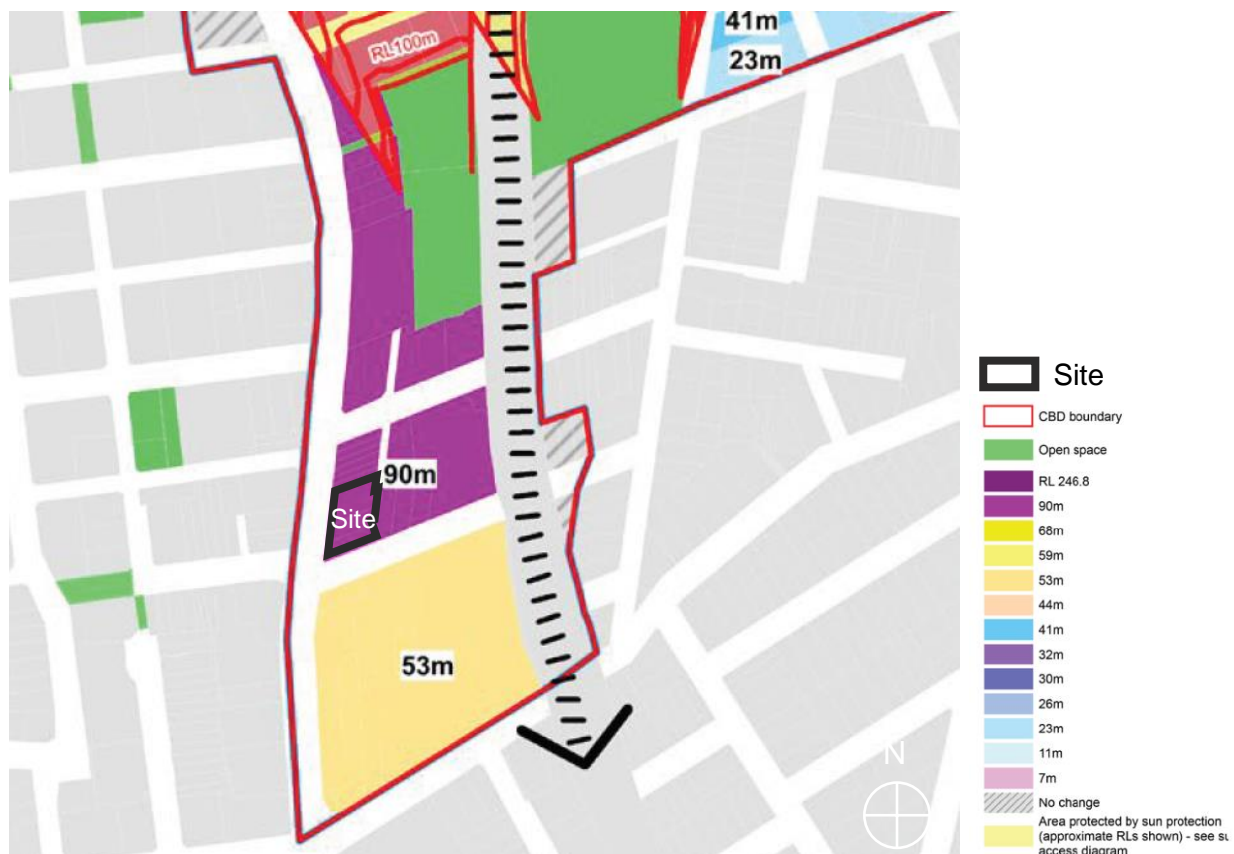 41m
23m
RL100m
90m
Site
53m
N
Site
CBD boundary
Open space
RL 246.8
90m
68m
59m
53m
44m
41m
32m
30m
26m
23m
11m
7m
No change
Area protected by sun protection
(approximate RLs shown) - see su
access diagram